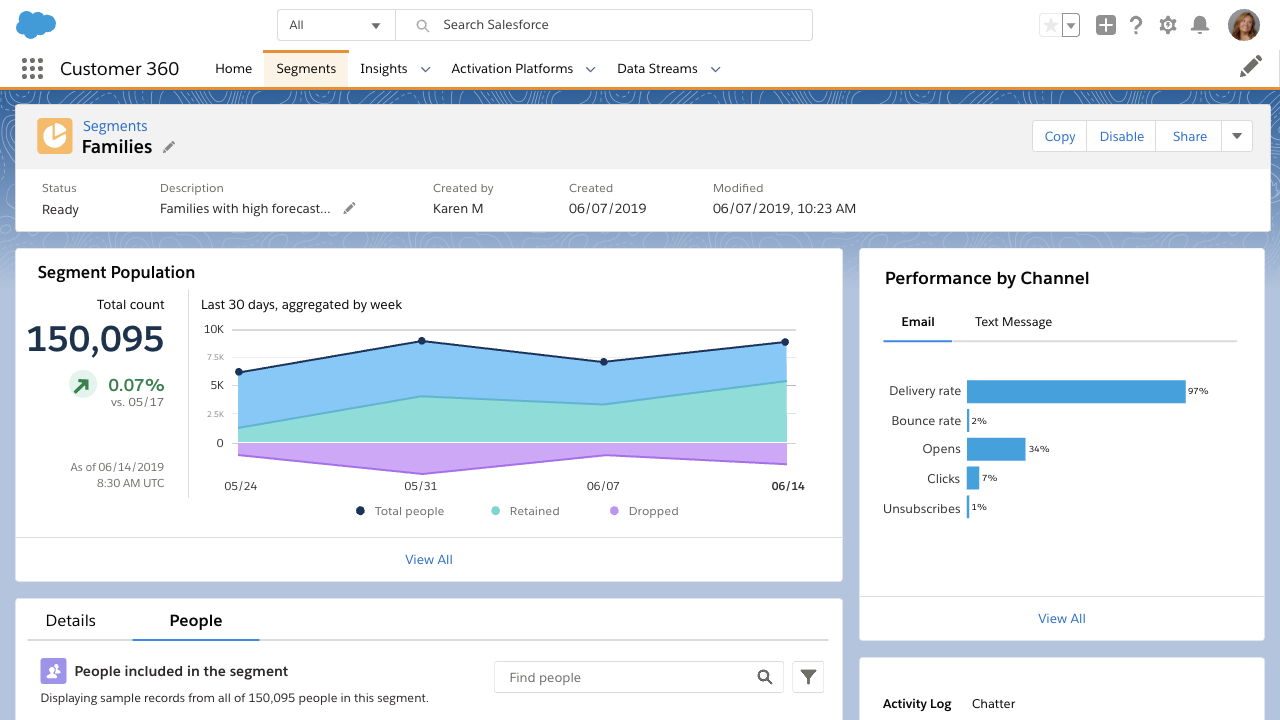 All
Search Salesforce
Customer 360
Home
Segments
Insights
Activation Platforms
Data Streams
Segments
Families
Copy
Disable
Share
Status
Description
Created by
Created
Modified
Ready
Families with high forecast...
Karen M
06/07/2019
06/07/2019, 10:23 AM
Segment Population
Total count
150,095
0.07%
vs. 05/17
As of 06/14/2019
8:30 AM UTC
Last 30 days, aggregated by week
10K
7.5K
5K
2.5K
0
05/24
05/31
06/07
06/14
Total people
Retained
Dropped
View All
Performance by Channel
Email
Text Message
Delivery rate 97%
Bounce rate 2%
Opens 34%
Clicks 7%
Unsubscribes 1%
View All
Details
People
People included in the segment
Displaying sample records from all of 150,095 people in this segment.
Find people
Activity Log
Chatter